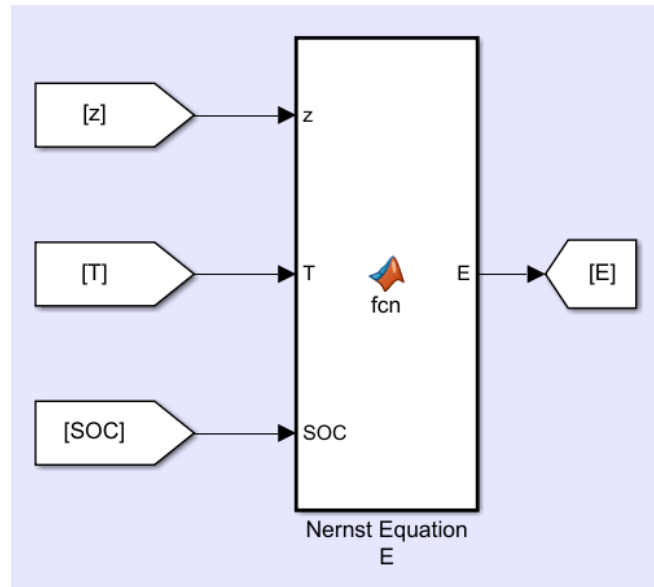 [z]
z
[T]
T
fcn
E
[E]
[SOC]
SOC
Nernst Equation
E